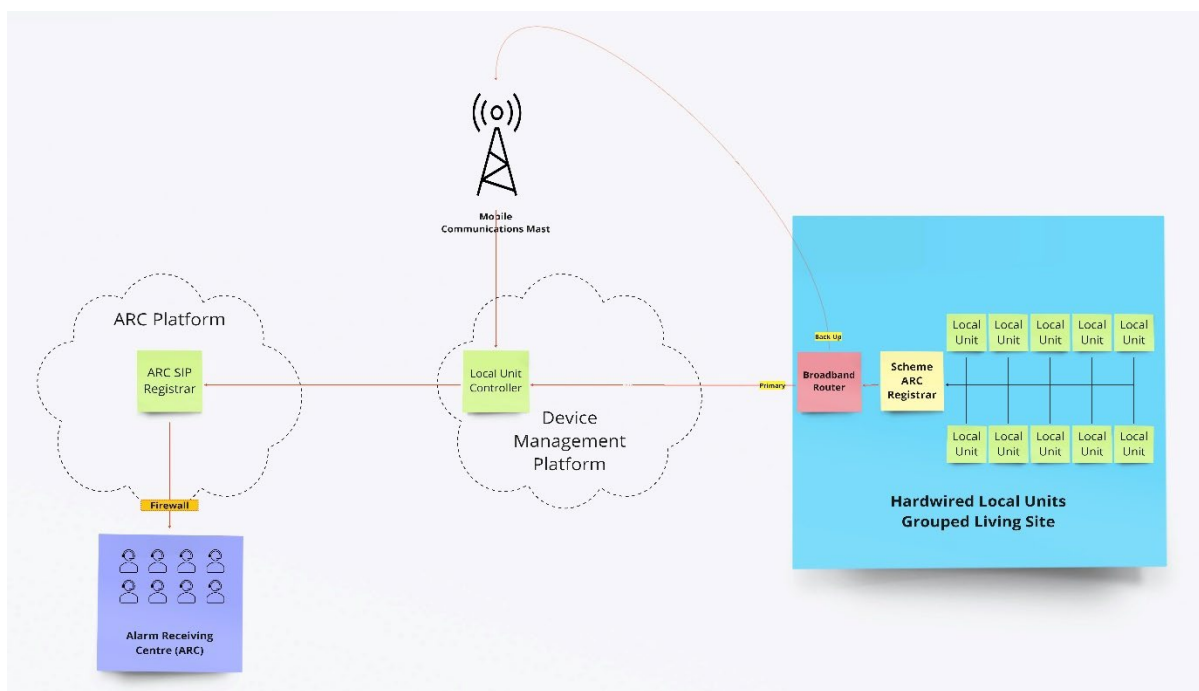 Mobile
Communications Mast
ARC Platform
ARC SIP
Registrar
Firewall
Alarm Receiving
Centre (ARC)
Local Unit
Controller
Device
Management
Platform
Primary
Back Up
Broadband
Router
Scheme
ARC
Registrar
Local
Unit
Local
Unit
Local
Unit
Local
Unit
Local
Unit
Local
Unit
Local
Unit
Local
Unit
Local
Unit
Local
Unit
Hardwired Local Units
Grouped Living Site